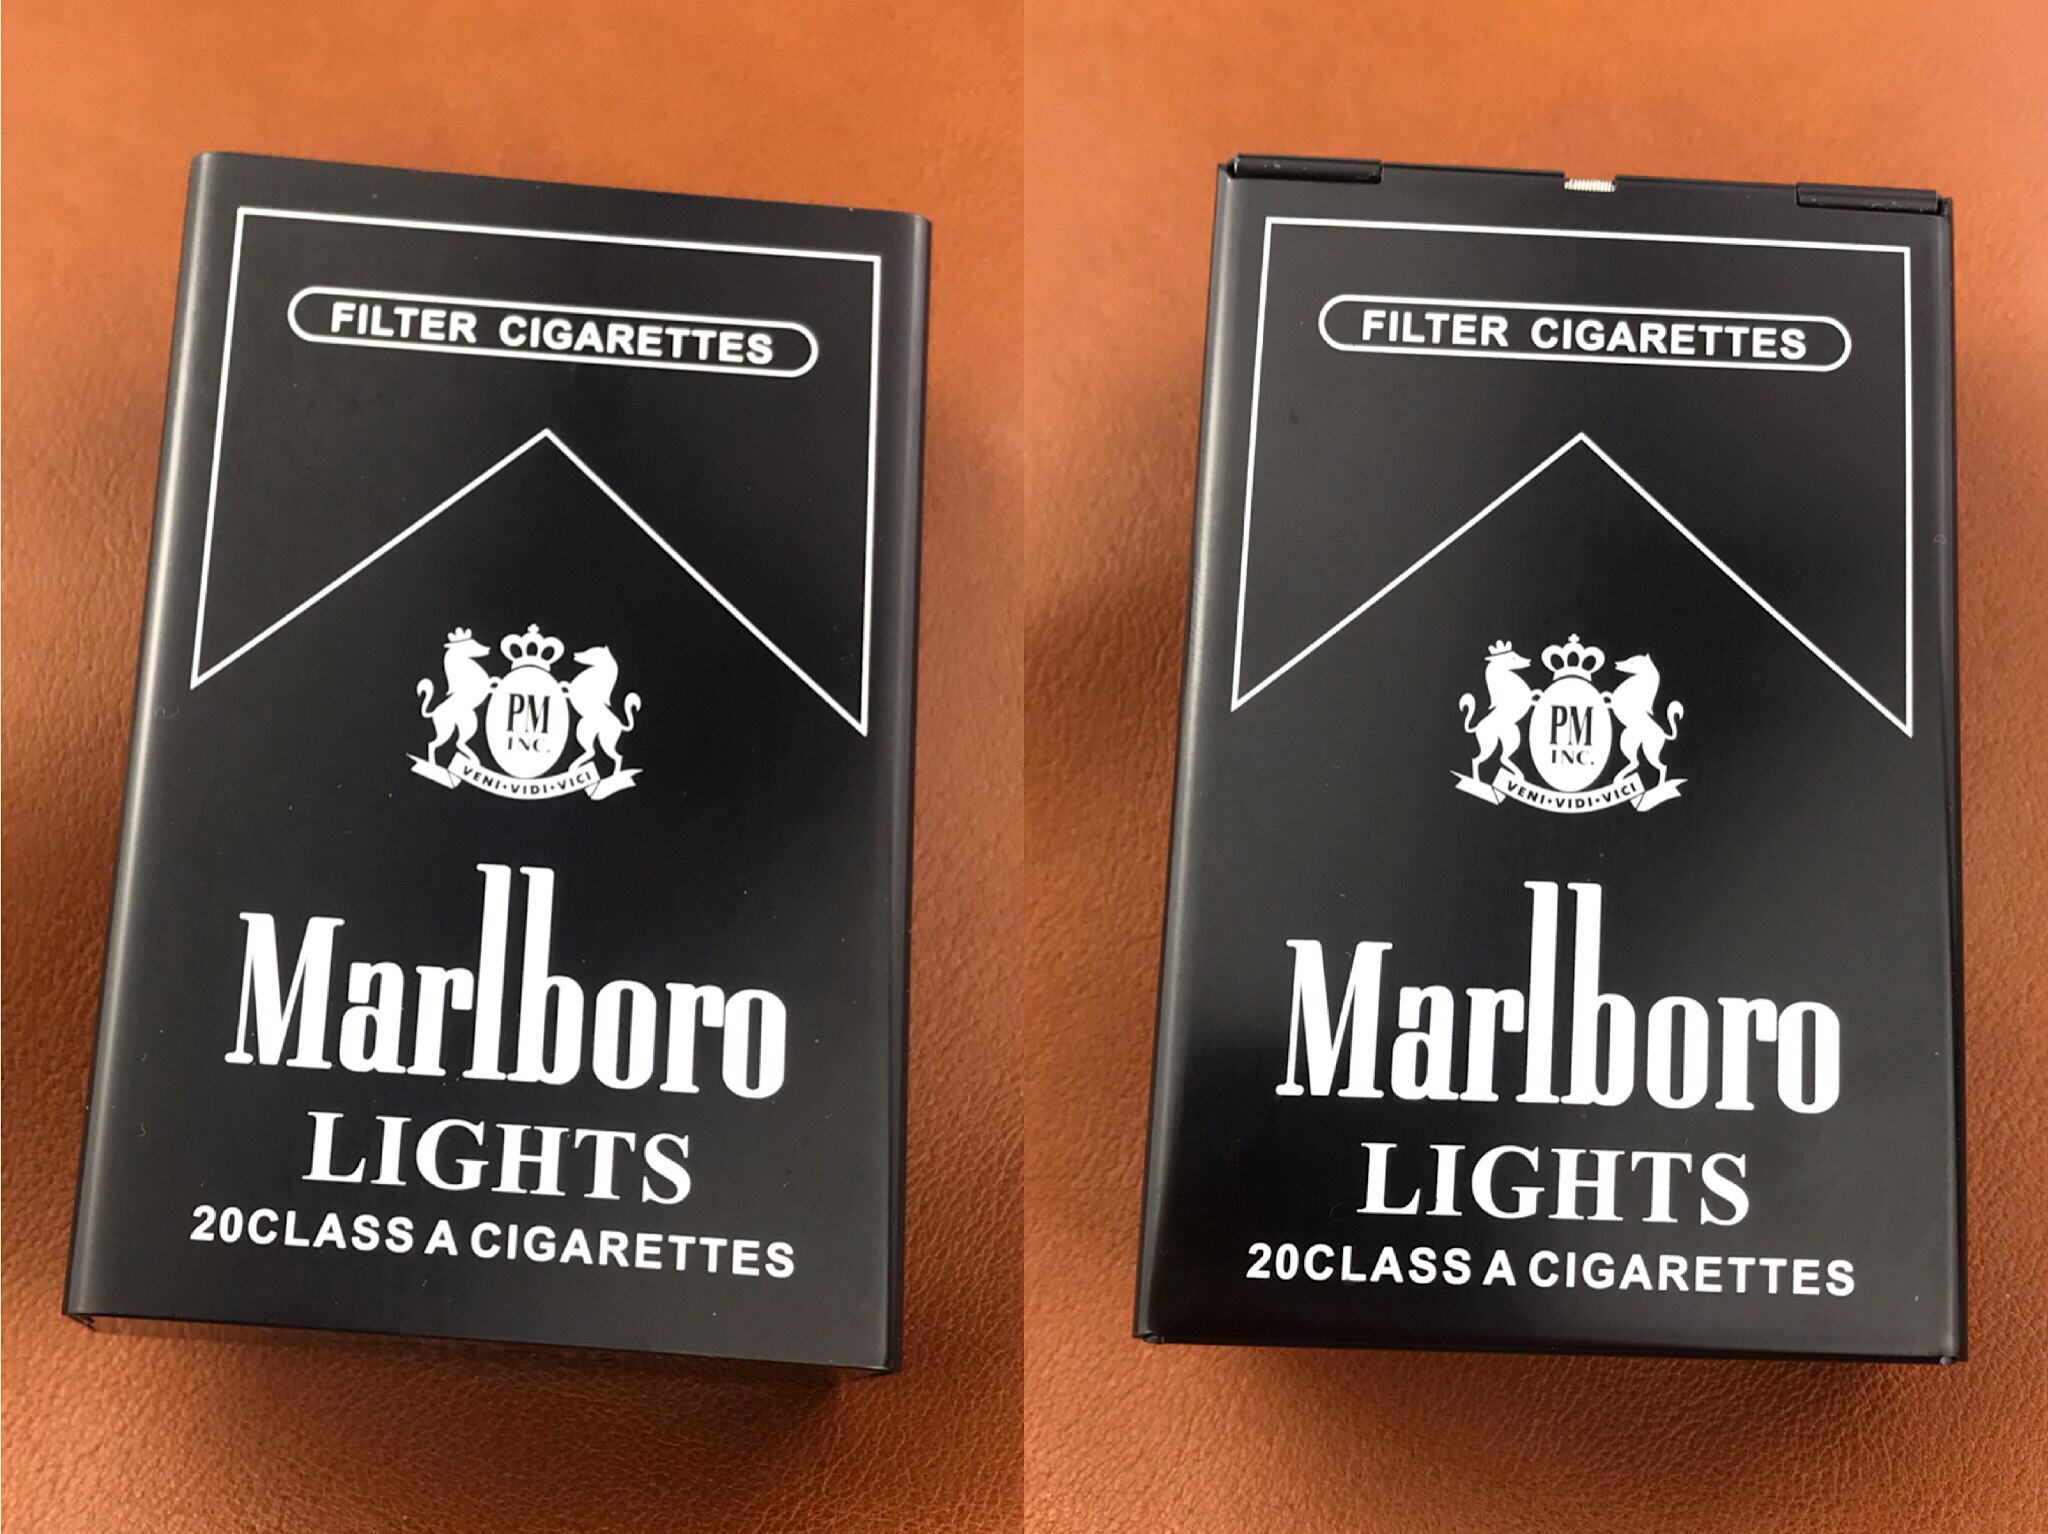 FILTER CIGARETTES
PM
INC.
VENI•VIDI•VICI
Marlboro
LIGHTS
20CLASS A CIGARETTES
FILTER CIGARETTES
PM
INC.
VENI•VIDI•VICI
Marlboro
LIGHTS
20CLASS A CIGARETTES